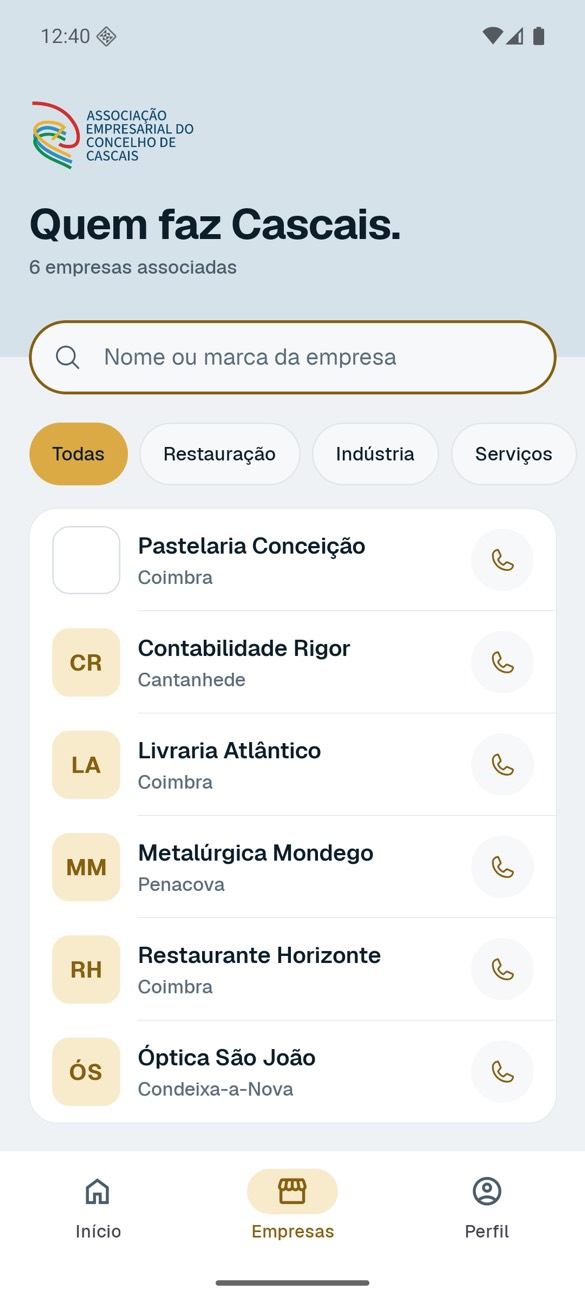 12:40
ASSOCIAÇÃO
EMPRESARIAL DO
CONCELHO DE
CASCAIS
Quem faz Cascais.
6 empresas associadas
Nome ou marca da empresa
Todas
Restauração
Indústria
Serviços
Pastelaria Conceição
Coimbra
CR
Contabilidade Rigor
Cantanhede
LA
Livraria Atlântico
Coimbra
MM
Metalúrgica Mondego
Penacova
RH
Restaurante Horizonte
Coimbra
ÓS
Óptica São João
Condeixa-a-Nova
Início
Empresas
Perfil